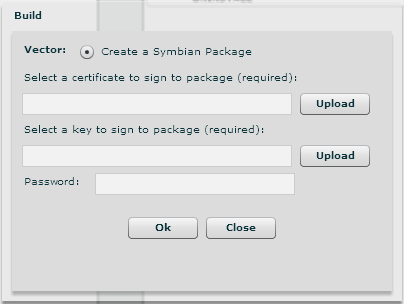 Build
Vector: Create a Symbian Package
Select a certificate to sign to package (required):
Upload
Select a key to sign to package (required):
Upload
Password:
Ok Close